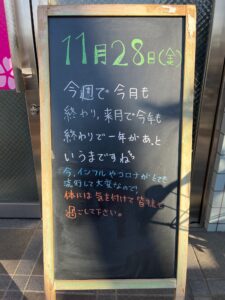 11月28日(金)
今週で今月も
終わり、来月で今年も
終わりで一年があっと
いうまですね
今、インフルやコロナがとても
流行して大変なので、
体には気を付けて皆様
過ごして下さい。